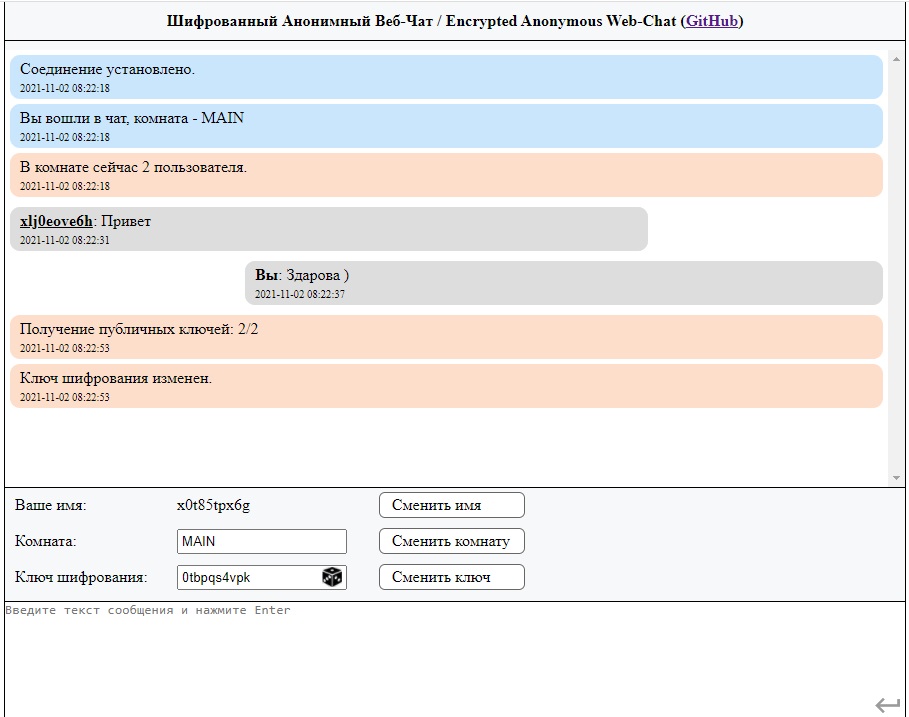 Шифрованный Анонимный Веб-Чат / Encrypted Anonymous Web-Chat (GitHub)
Соединение установлено.
2021-11-02 08:22:18
Вы вошли в чат, комната - MAIN
2021-11-02 08:22:18
В комнате сейчас 2 пользователя.
2021-11-02 08:22:18
xlj0eove6h: Привет
2021-11-02 08:22:31
Вы: Здарова )
2021-11-02 08:22:37
Получение публичных ключей: 2/2
2021-11-02 08:22:53
Ключ шифрования изменен.
2021-11-02 08:22:53
Ваше имя: x0t85tpx6g Сменить имя
Комната: MAIN Сменить комнату
Ключ шифрования: 0tbpqs4vpk Сменить ключ
Введите текст сообщения и нажмите Enter